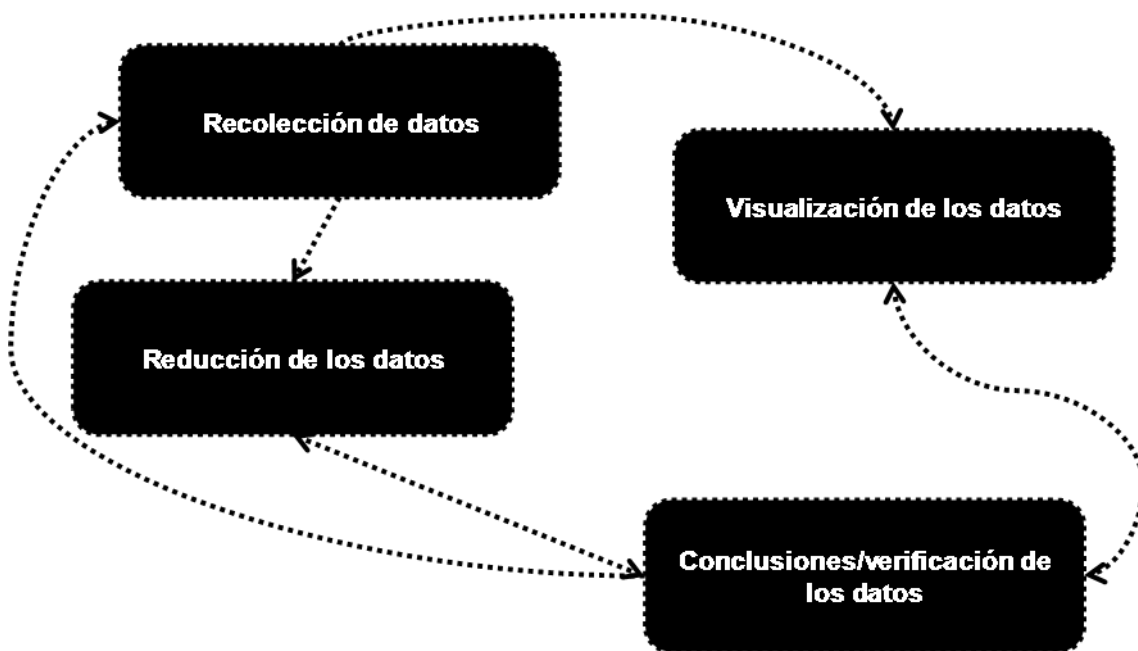 Recolección de datos
Visualización de los datos
Reducción de los datos
Conclusiones/verificación de
los datos